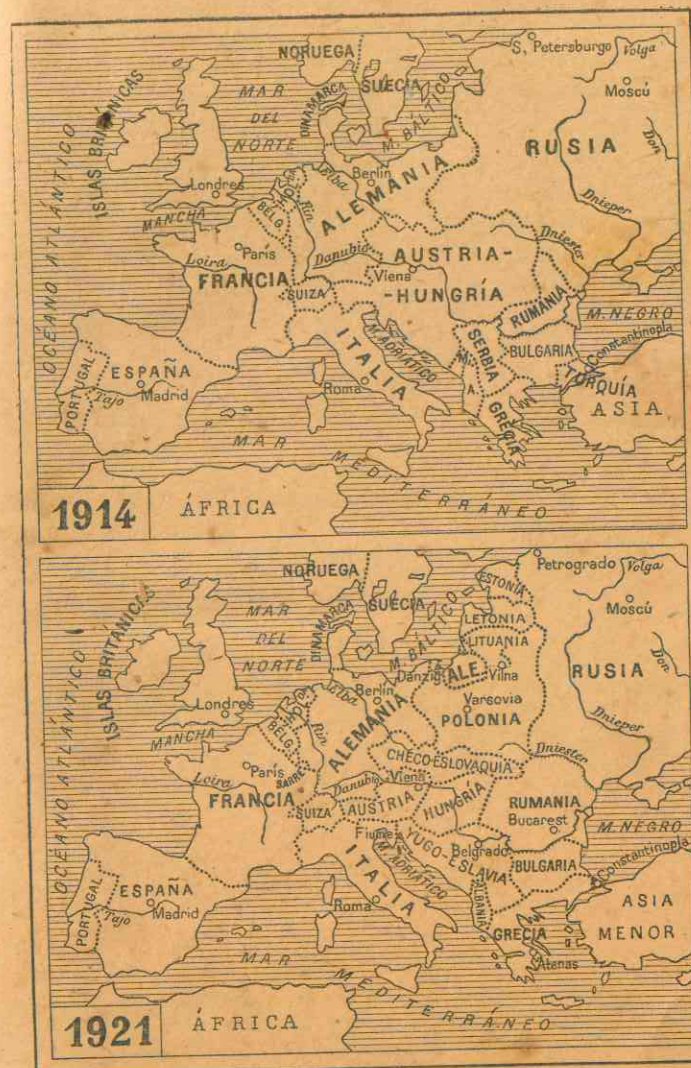 NORUEGA
SUECIA
S. Petersburgo
Volga
Moscú
ISLAS BRITÁNICAS
MAR
DEL
NORTE
DINAMARCA
M. BÁLTICO
RUSIA
Don
OCÉANO ATLÁNTICO
Londres
HOL.
Elba
Berlín
ALEMANIA
Dnieper
MANCHA
BELG.
Rin
París
Loira
FRANCIA
Danubio
Viena
AUSTRIA-
-HUNGRÍA
Dniester
SUIZA
RUMANIA
M. NEGRO
ITALIA
M. ADRIÁTICO
SERBIA
BULGARIA
Constantinopla
PORTUGAL
ESPAÑA
Tajo
Madrid
Roma
M.
A.
GRECIA
TURQUÍA
ASIA
MAR
MEDITERRÁNEO
1914
ÁFRICA
NORUEGA
SUECIA
Petrogrado
Volga
ESTONIA
Moscú
ISLAS BRITÁNICAS
MAR
DEL
NORTE
DINAMARCA
M. BÁLTICO
LETONIA
LITUANIA
RUSIA
Don
OCÉANO ATLÁNTICO
Londres
HOL.
Elba
Berlín
Danzig
ALE.
Vilna
Varsovia
POLONIA
MANCHA
BELG.
Rin
ALEMANIA
Dnieper
París
SARRE
CHECO-ESLOVAQUIA
Dniester
Loira
FRANCIA
Danubio
Viena
SUIZA
AUSTRIA
HUNGRÍA
RUMANIA
Bucarest
Fiume
YUGO-ESLAVIA
Belgrado
M. NEGRO
ITALIA
M. ADRIÁTICO
BULGARIA
Constantinopla
PORTUGAL
ESPAÑA
Tajo
Madrid
Roma
ALBANIA
GRECIA
Atenas
ASIA
MENOR
MAR
MEDITERRÁNEO
1921
ÁFRICA